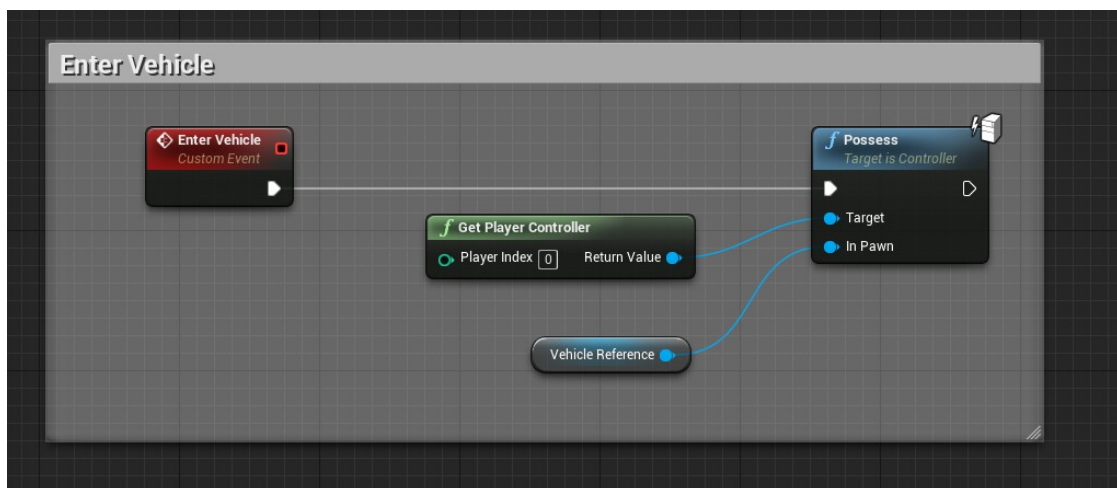 Enter Vehicle
Enter Vehicle
Custom Event
f Possess
Target is Controller
Target
In Pawn
f Get Player Controller
Player Index 0 Return Value
Vehicle Reference